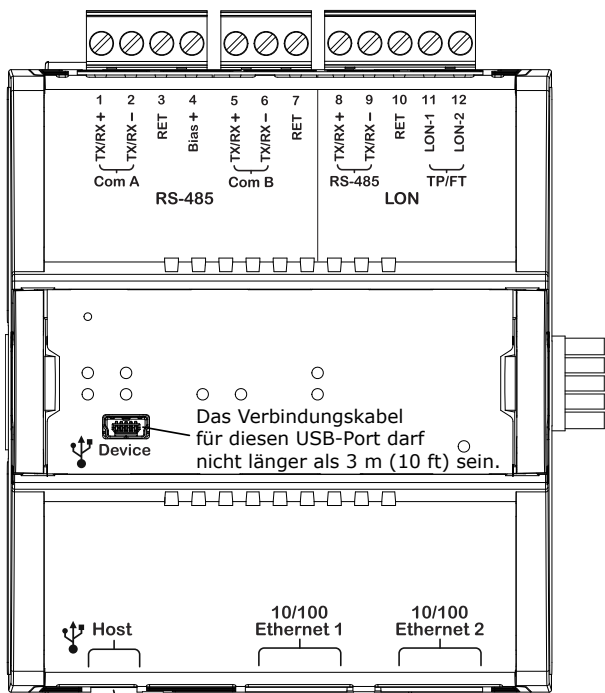 1 2 3 4 5 6 7 8 9 10 11 12
TX/RX + TX/RX – RET Bias + TX/RX + TX/RX – RET TX/RX + TX/RX – RET LON-1 LON-2
Com A Com B RS-485 TP/FT
RS-485 LON
Das Verbindungskabel
für diesen USB-Port darf
Device nicht länger als 3 m (10 ft) sein.
10/100 10/100
Host Ethernet 1 Ethernet 2